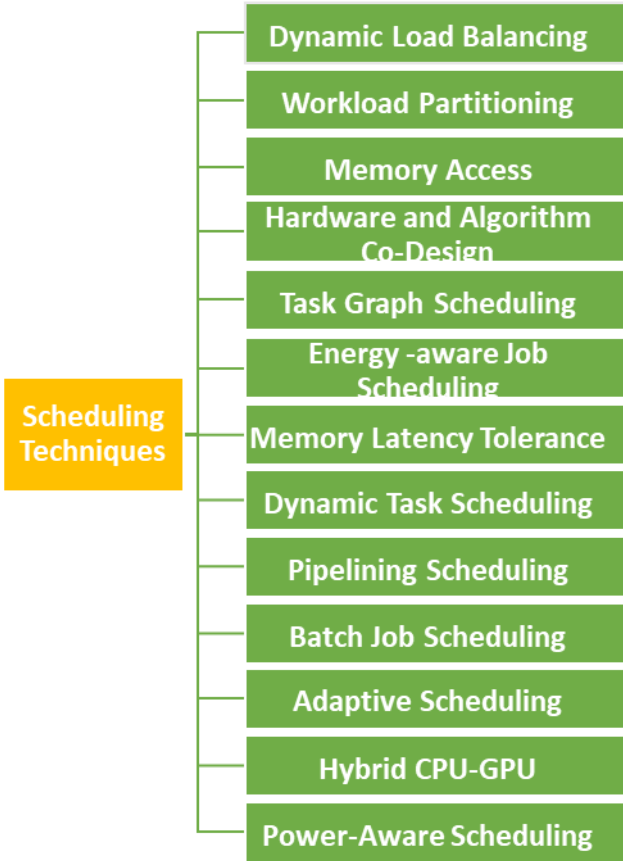 Dynamic Load Balancing
Workload Partitioning
Memory Access
Hardware and Algorithm
Co-Design
Task Graph Scheduling
Energy -aware Job
Scheduling
Scheduling
Techniques
Memory Latency Tolerance
Dynamic Task Scheduling
Pipelining Scheduling
Batch Job Scheduling
Adaptive Scheduling
Hybrid CPU-GPU
Power-Aware Scheduling